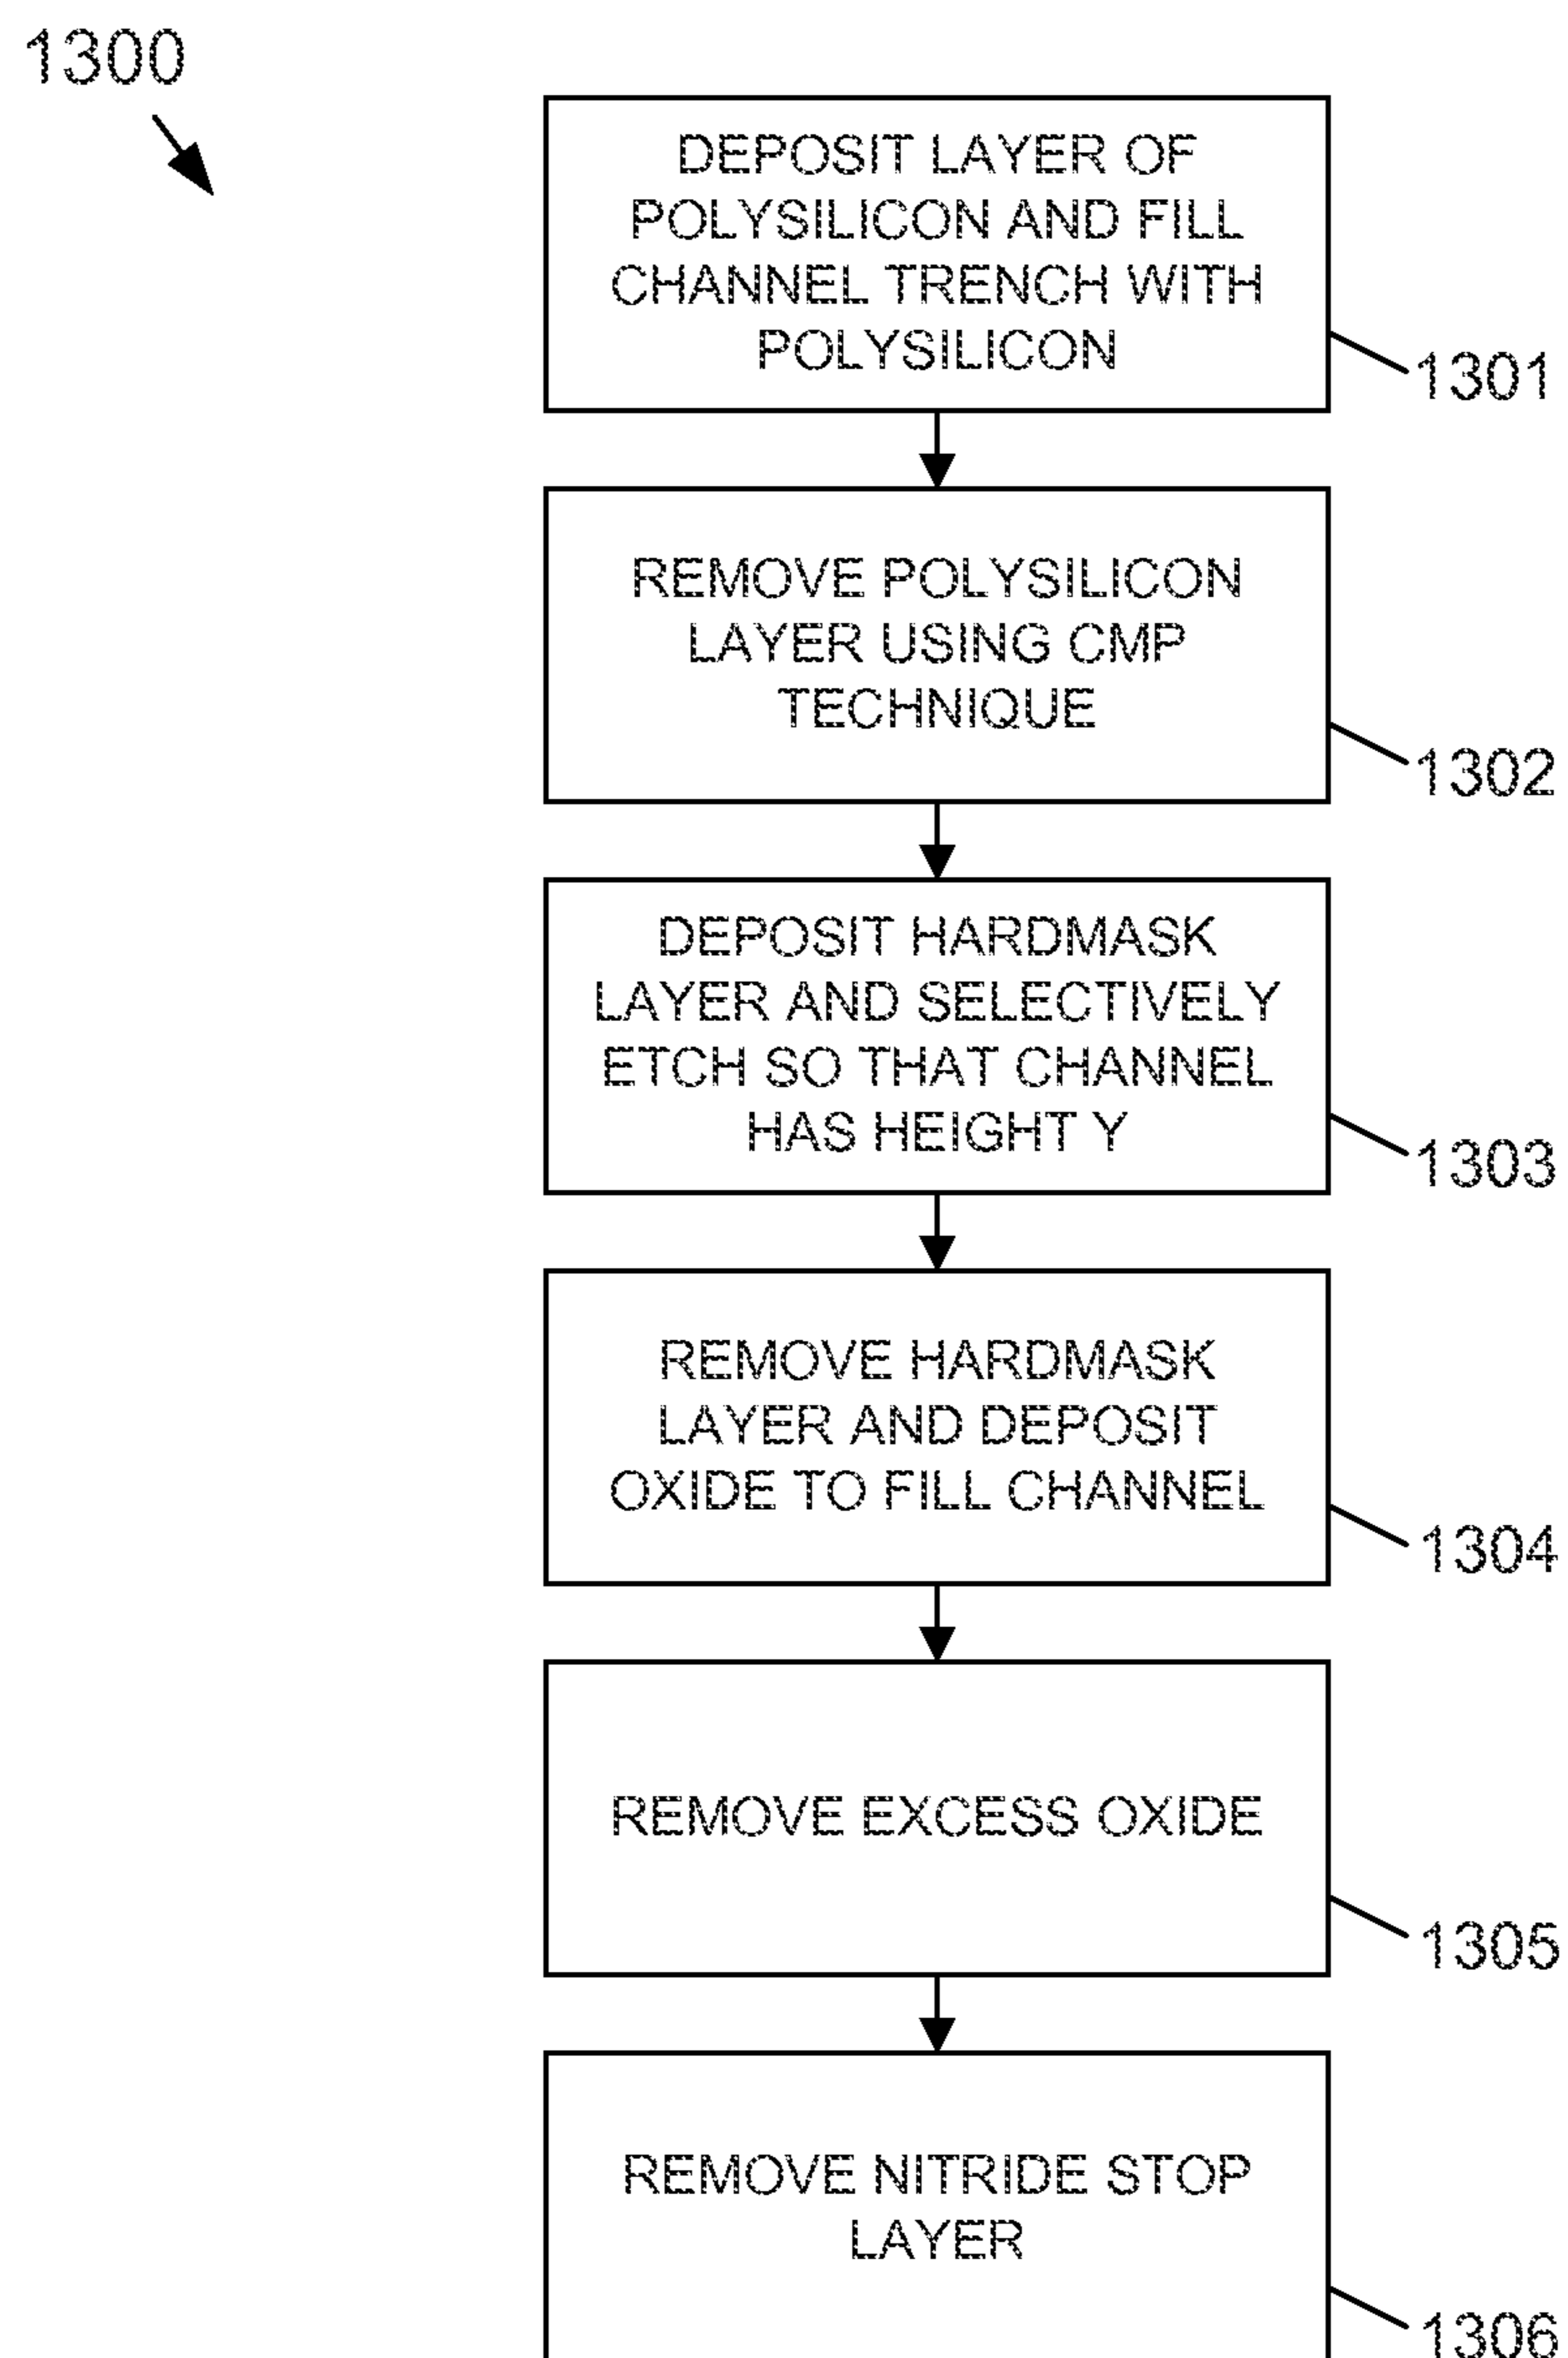 1300
DEPOSIT LAYER OF
POLYSILICON AND FILL
CHANNEL TRENCH WITH
POLYSILICON
1301
REMOVE POLYSILICON
LAYER USING CMP
TECHNIQUE
1302
DEPOSIT HARDMASK
LAYER AND SELECTIVELY
ETCH SO THAT CHANNEL
HAS HEIGHT Y
1303
REMOVE HARDMASK
LAYER AND DEPOSIT
OXIDE TO FILL CHANNEL
1304
REMOVE EXCESS OXIDE
1305
REMOVE NITRIDE STOP
LAYER
1306